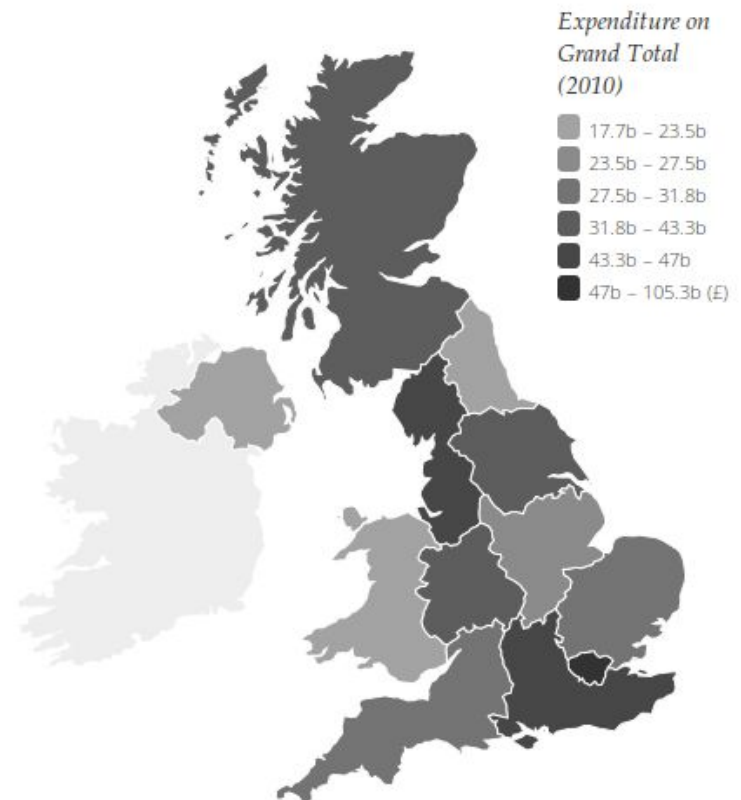 Expenditure on
Grand Total
(2010)
17.7b – 23.5b
23.5b – 27.5b
27.5b – 31.8b
31.8b – 43.3b
43.3b – 47b
47b – 105.3b (£)